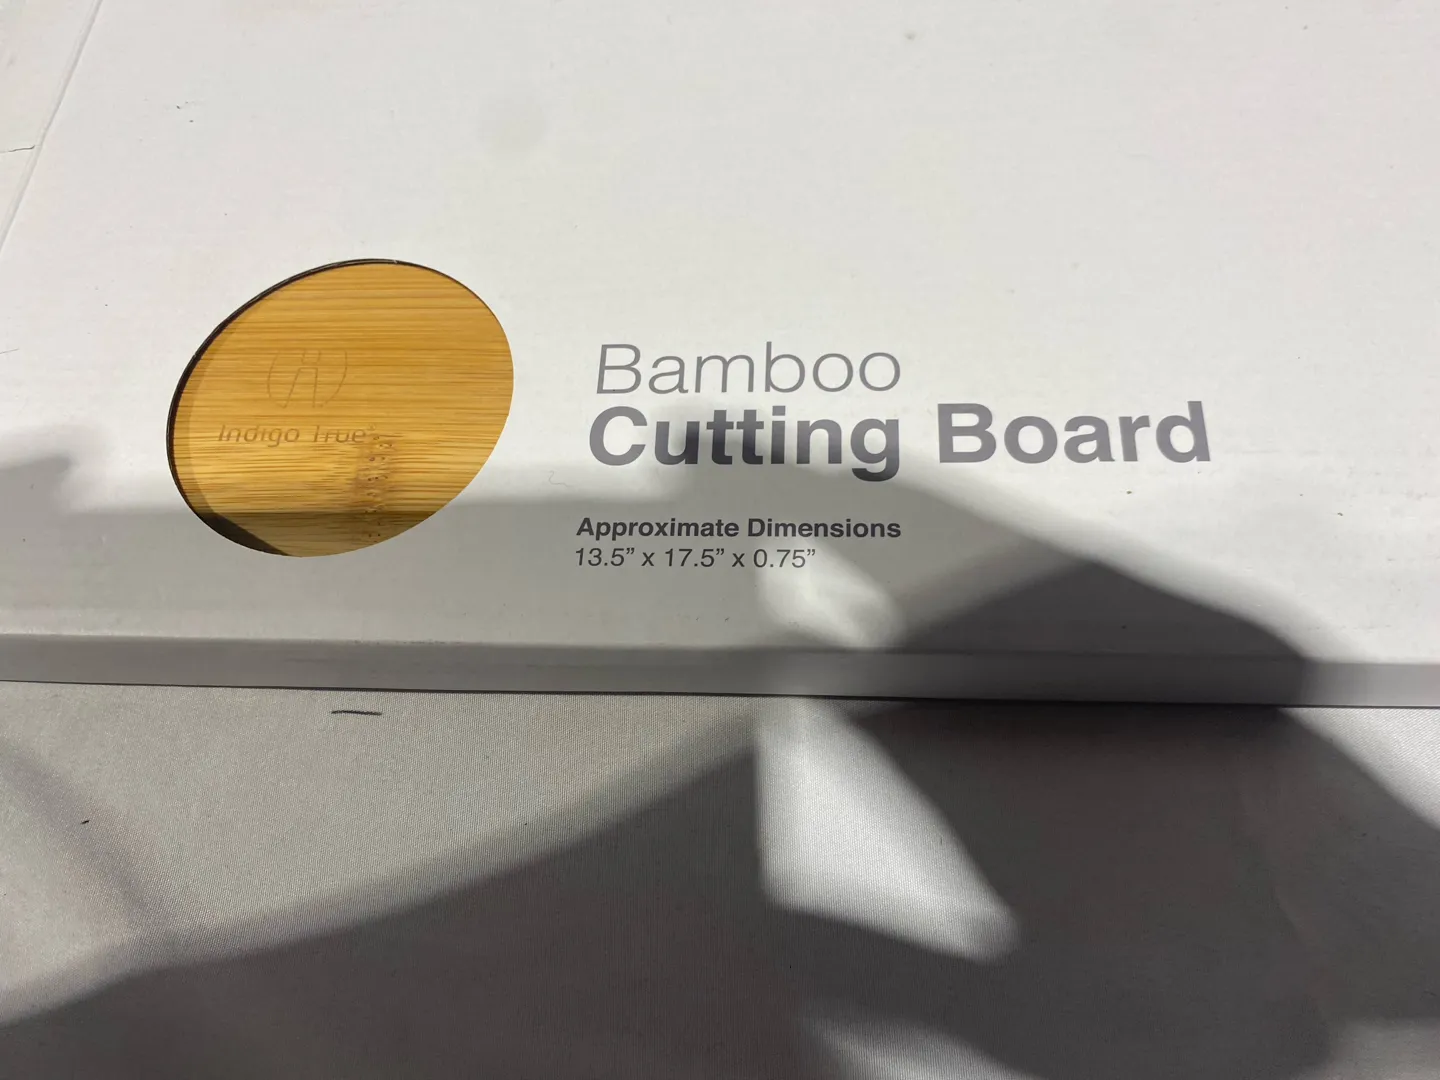 Indigo True®
Bamboo
Cutting Board
Approximate Dimensions
13.5” x 17.5” x 0.75”